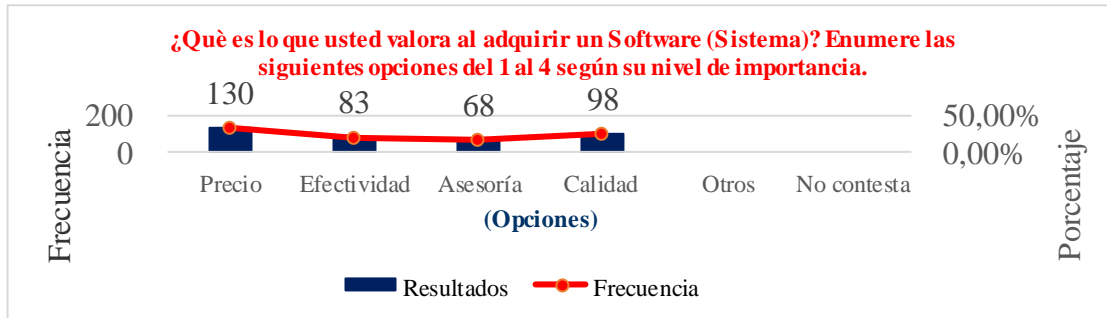 ¿Què es lo que usted valora al adquirir un Software (Sistema)? Enumere las
siguientes opciones del 1 al 4 según su nivel de importancia.
130 83 68 98
200 50,00%
0 0,00%
Frecuencia
Porcentaje
Precio Efectividad Asesoría Calidad Otros No contesta
(Opciones)
Resultados Frecuencia